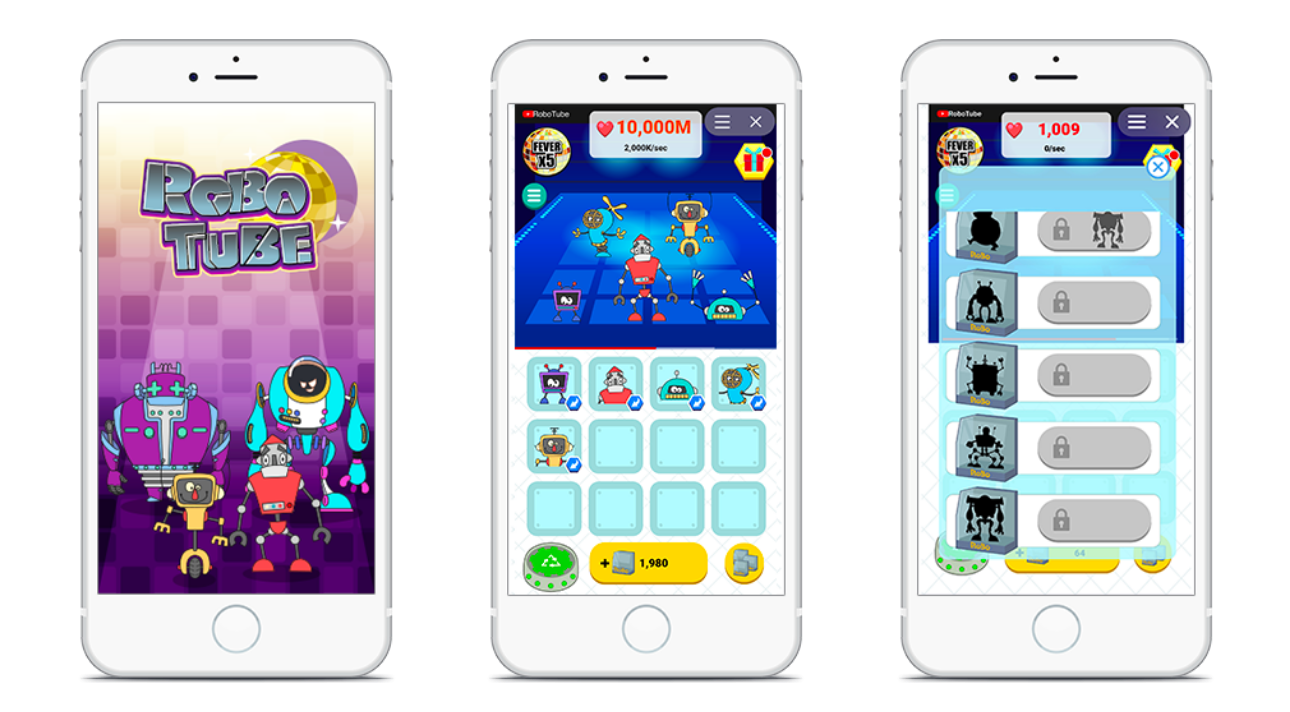 ROBO
TUBE
RoboTube
10,000M
2,000K/sec
FEVER
X5
+ 1,980
RoboTube
1,009
0/sec
FEVER
X5
RoBo
RoBo
RoBo
RoBo
RoBo
+ 64